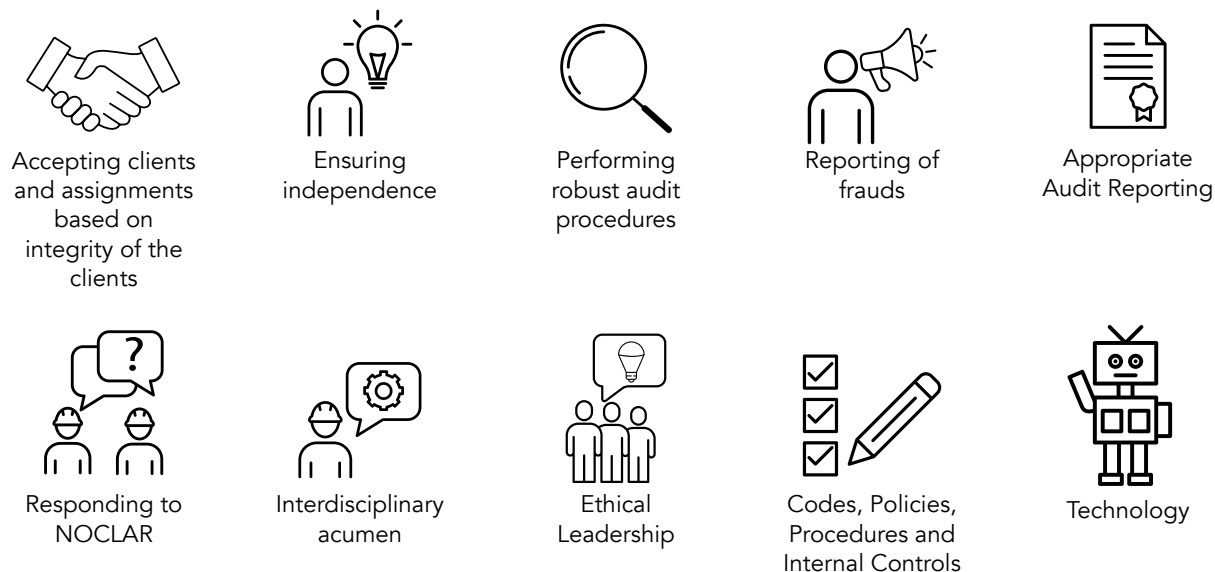 Accepting clients
and assignments
based on
integrity of the
clients
Ensuring
independence
Performing
robust audit
procedures
Reporting of
frauds
Appropriate
Audit Reporting
?
Responding to
NOCLAR
Interdisciplinary
acumen
Ethical
Leadership
Codes, Policies,
Procedures and
Internal Controls
Technology